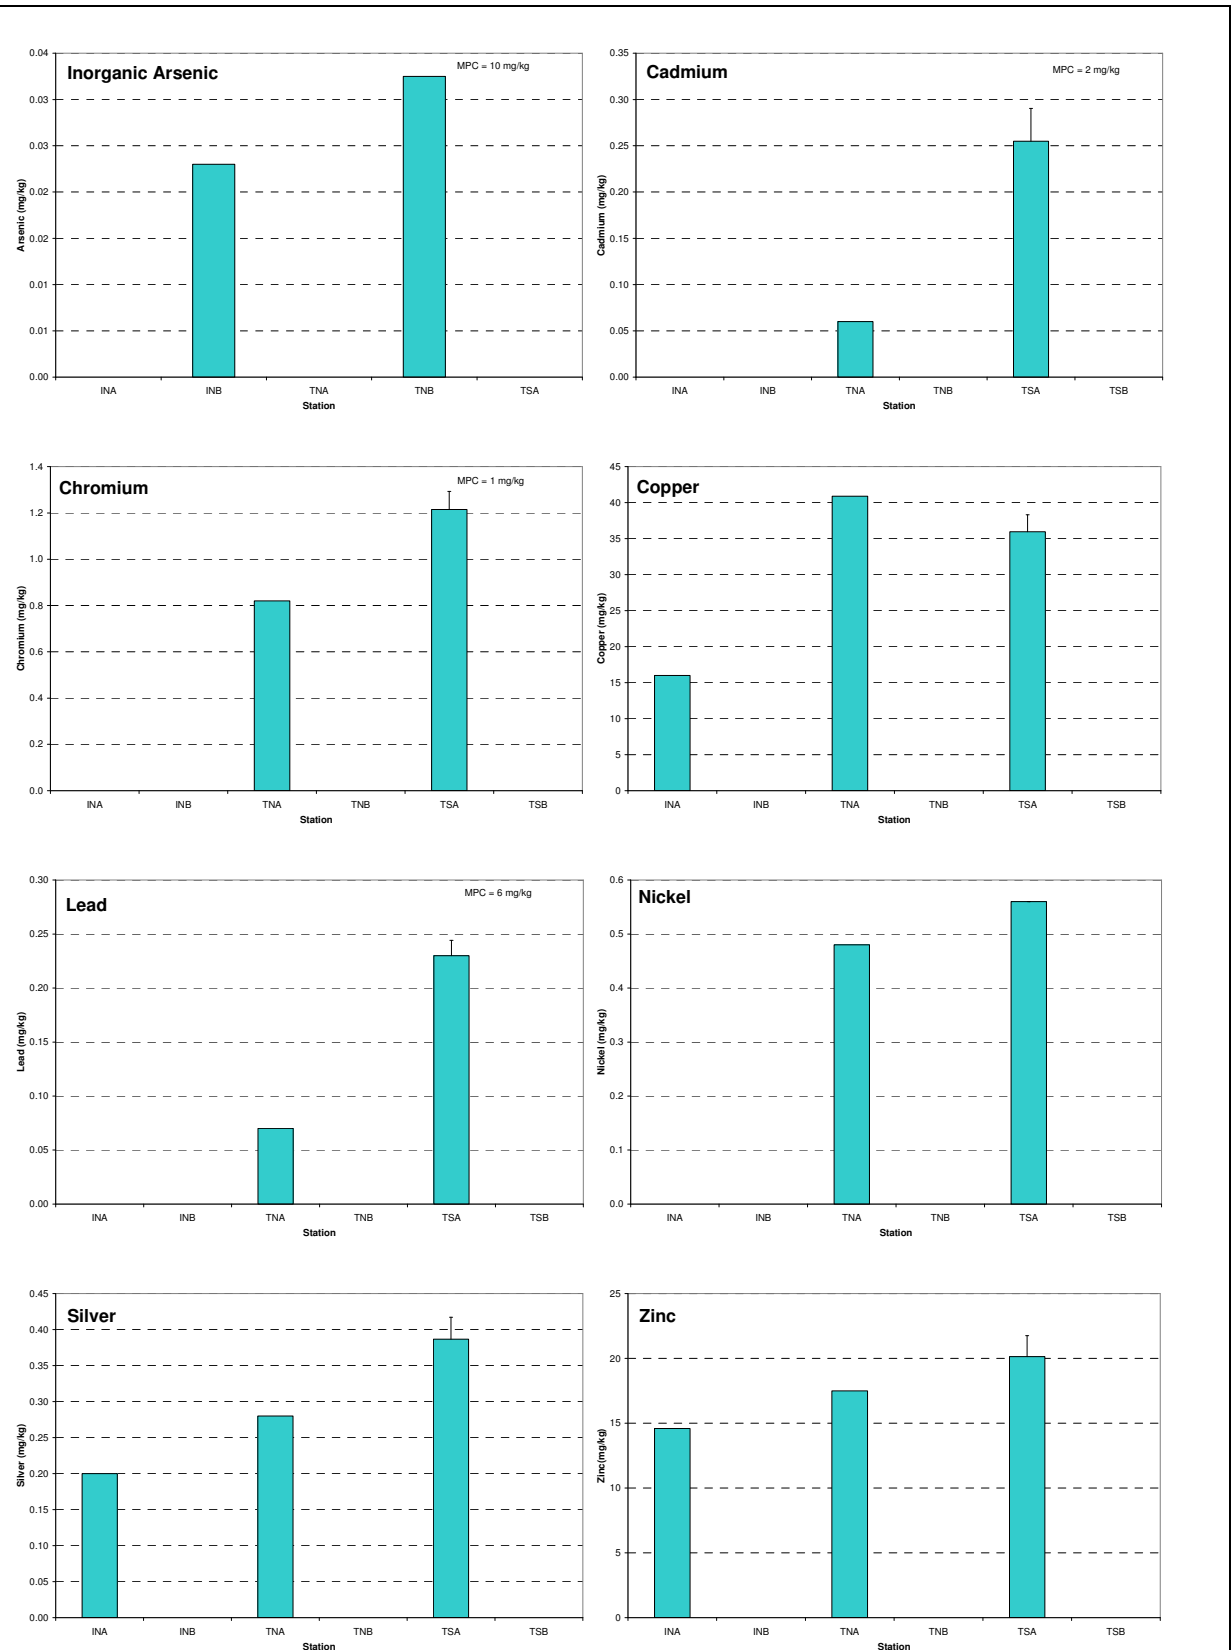 Inorganic Arsenic
MPC = 10 mg/kg
Arsenic (mg/kg)
0.04
0.03
0.03
0.02
0.02
0.01
0.01
0.00
INA INB TNA TNB TSA
Station
Cadmium
MPC = 2 mg/kg
Cadmium (mg/kg)
0.35
0.30
0.25
0.20
0.15
0.10
0.05
0.00
INA INB TNA TNB TSA TSB
Station
Chromium
MPC = 1 mg/kg
Chromium (mg/kg)
1.4
1.2
1.0
0.8
0.6
0.4
0.2
0.0
INA INB TNA TNB TSA TSB
Station
Copper
Copper (mg/kg)
45
40
35
30
25
20
15
10
5
0
INA INB TNA TNB TSA TSB
Station
Lead
MPC = 6 mg/kg
Lead (mg/kg)
0.30
0.25
0.20
0.15
0.10
0.05
0.00
INA INB TNA TNB TSA TSB
Station
Nickel
Nickel (mg/kg)
0.6
0.5
0.4
0.3
0.2
0.1
0.0
INA INB TNA TNB TSA TSB
Station
Silver
Silver (mg/kg)
0.45
0.40
0.35
0.30
0.25
0.20
0.15
0.10
0.05
0.00
INA INB TNA TNB TSA TSB
Station
Zinc
Zinc(mg/kg)
25
20
15
10
5
0
INA INB TNA TNB TSA TSB
Station